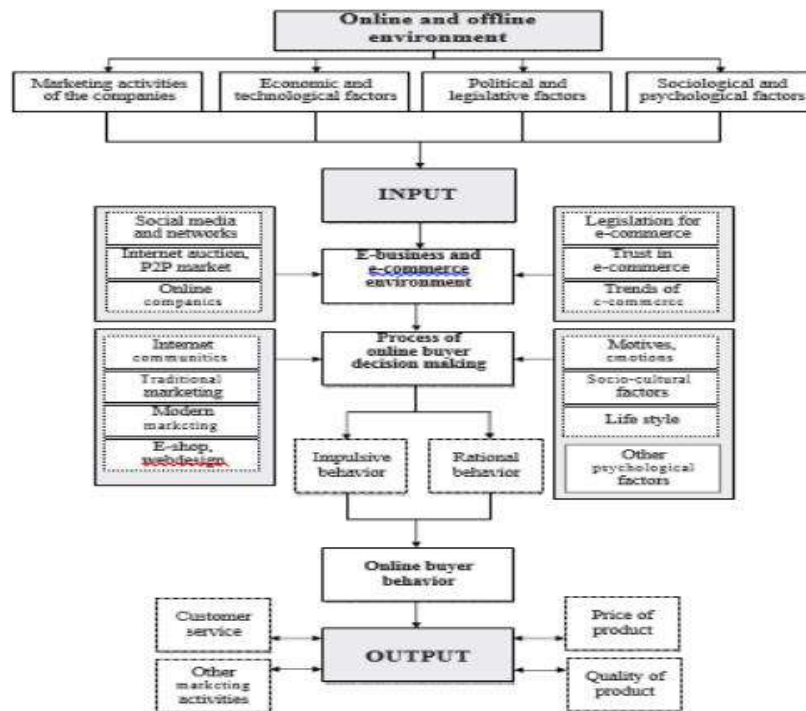 Online and offline
environment
Marketing activities
of the companies
Economic and
technological factors
Political and
legislative factors
Sociological and
psychological factors
INPUT
Social media
and networks
Internet auction,
P2P market
Online
companies
E-business and
e-commerce
environment
Legislation for
e-commerce
Trust in
e-commerce
Trends of
e-commerce
Internet
communities
Traditional
marketing
Modern
marketing
E-shop,
webdesign
Process of
online buyer
decision making
Motives,
emotions
Socio-cultural
factors
Life style
Other
psychological
factors
Impulsive
behavior
Rational
behavior
Online buyer
behavior
Customer
service
Other
marketing
activities
OUTPUT
Price of
product
Quality of
product